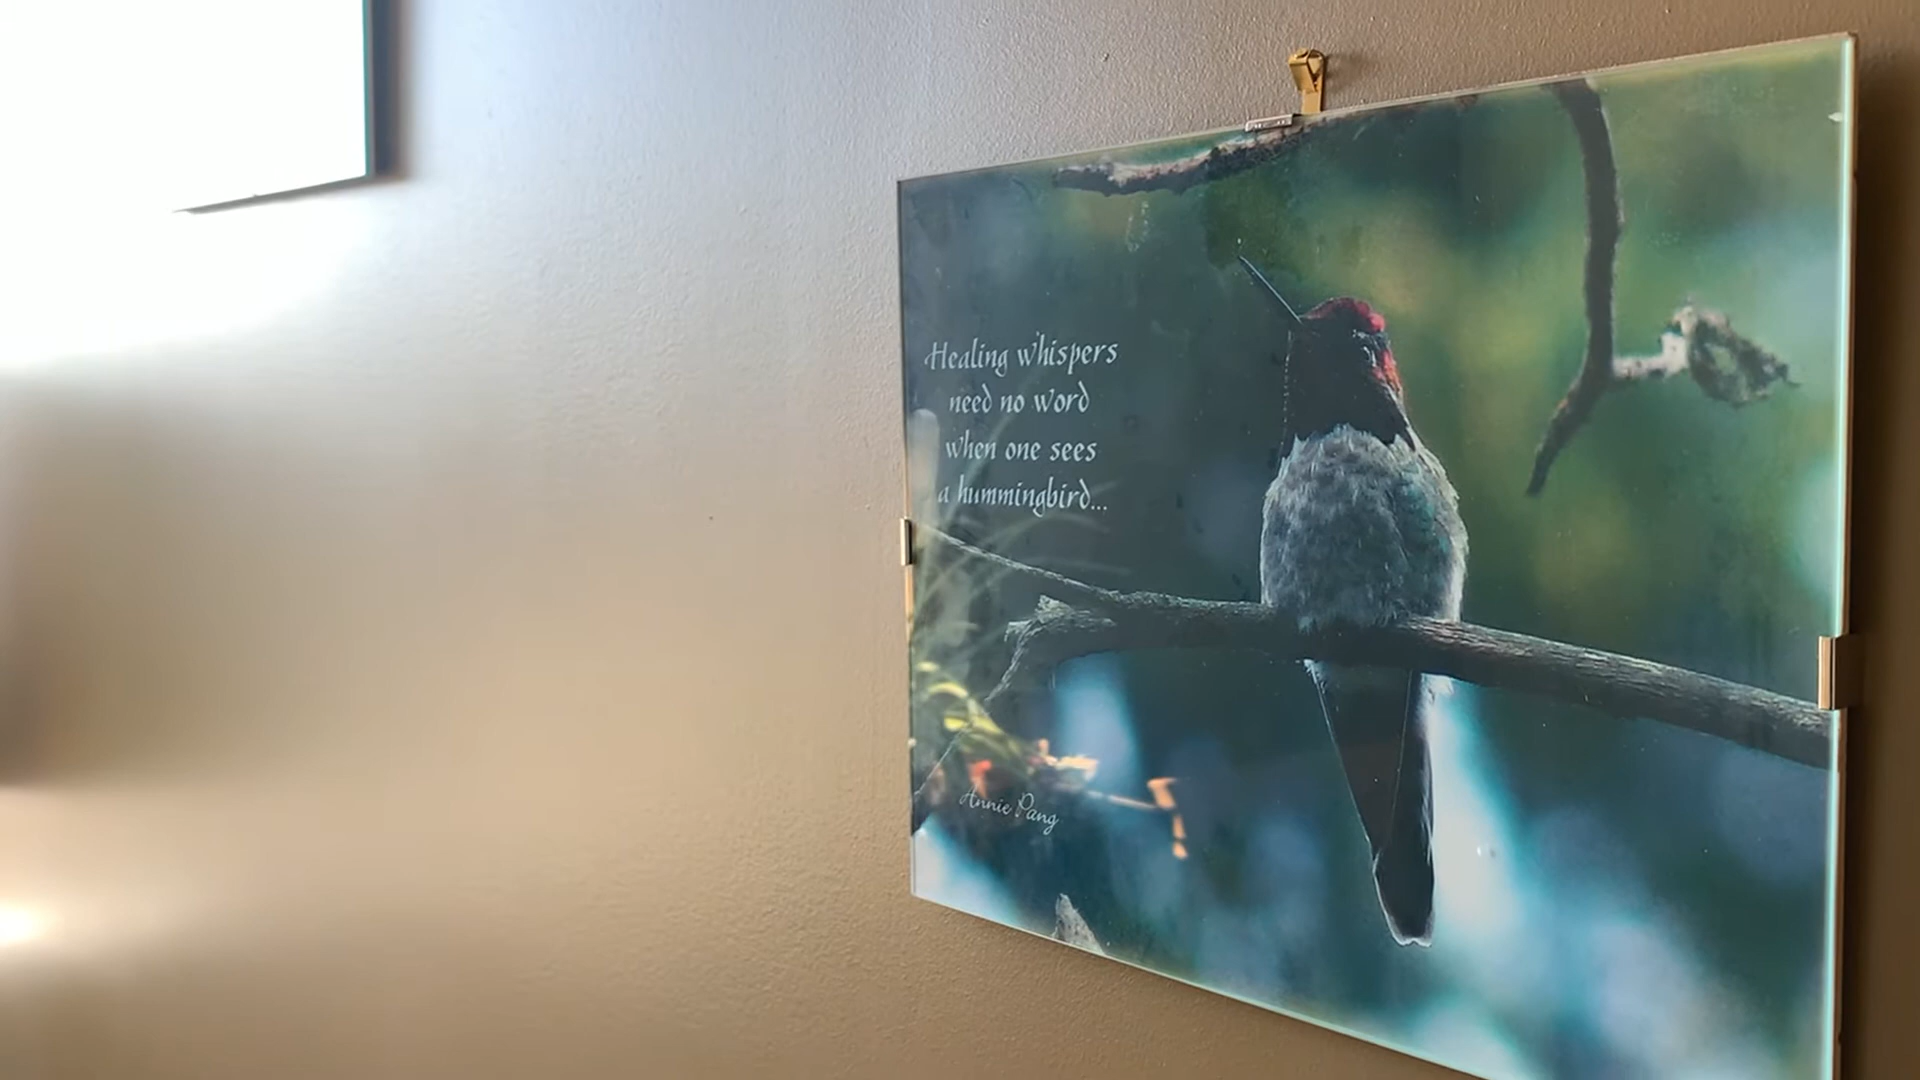 Healing whispers
need no word
when one sees
a hummingbird...
Annie Pang